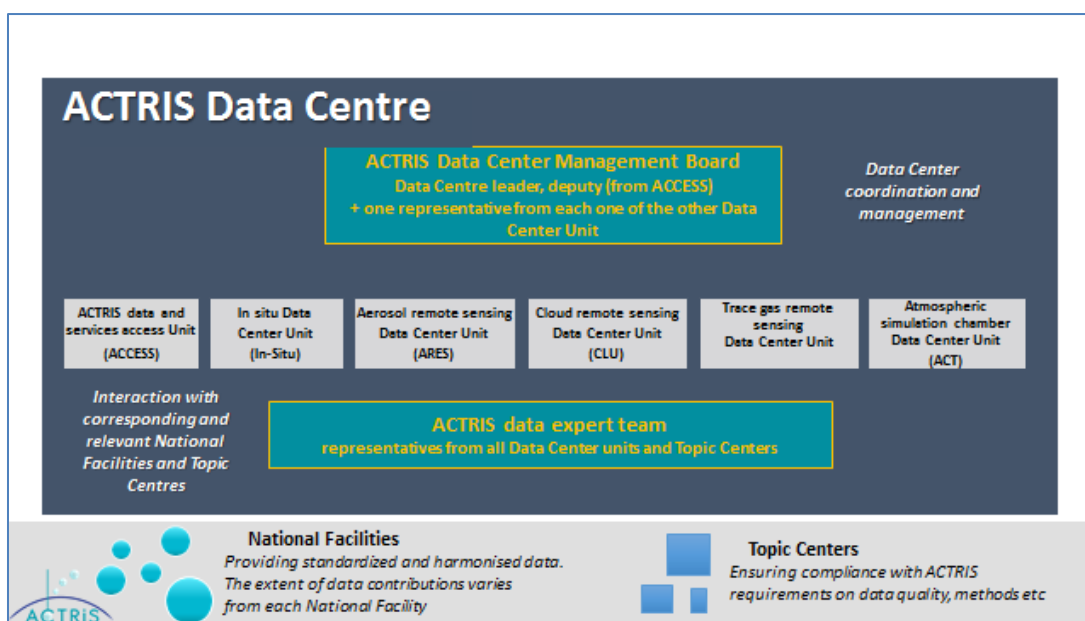 ACTRIS Data Centre
ACTRIS Data Center Management Board
Data Centre leader, deputy (from ACCESS)
+ one representative from each one of the other Data
Center Unit
Data Center
coordination and
management
ACTRIS data and
services access Unit
(ACCESS)
In situ Data
Center Unit
(In-Situ)
Aerosol remote sensing
Data Center Unit
(ARES)
Cloud remote sensing
Data Center Unit
(CLU)
Trace gas remote
sensing
Data Center Unit
Atmospheric
simulation chamber
Data Center Unit
(ACT)
Interaction with
corresponding and
relevant National
Facilities and Topic
Centres
ACTRIS data expert team
representatives from all Data Center units and Topic Centers
National Facilities
Providing standardized and harmonised data.
The extent of data contributions varies
from each National Facility
Topic Centers
Ensuring compliance with ACTRIS
requirements on data quality, methods etc
ACTRIS